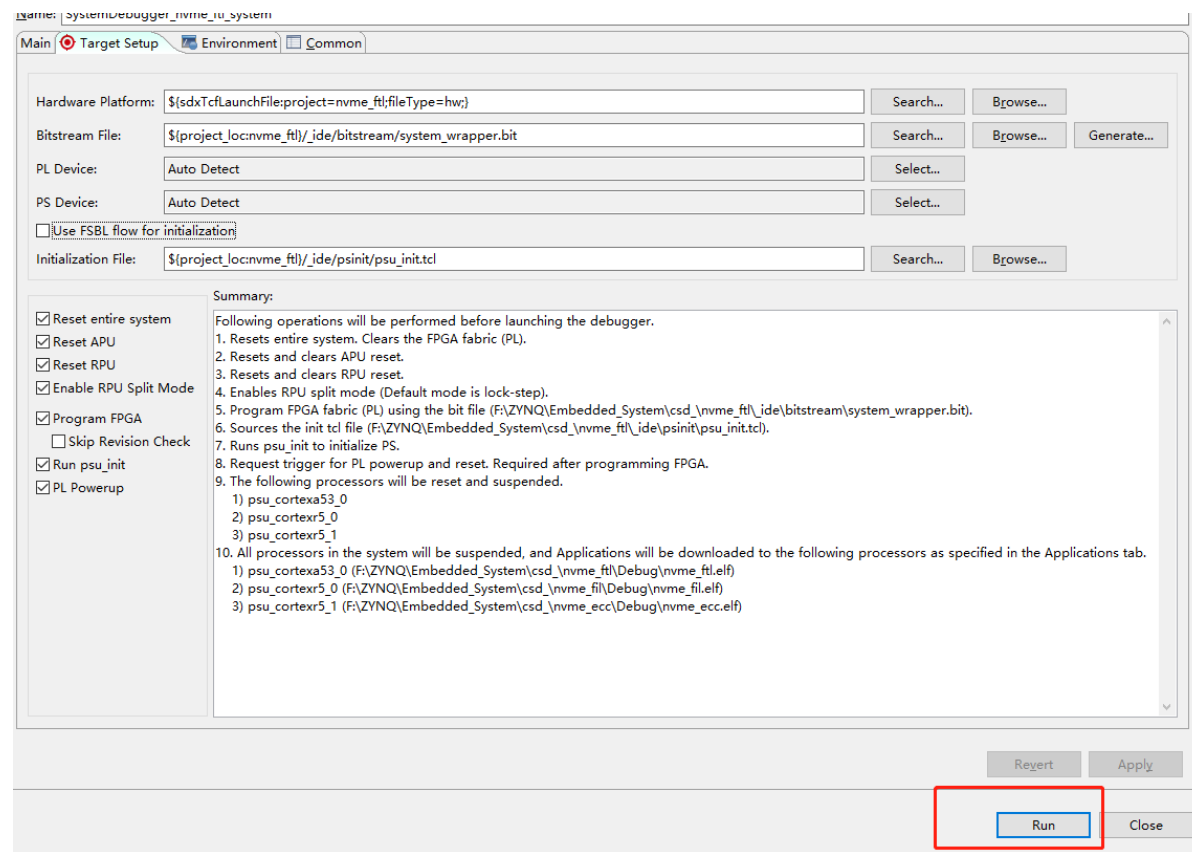 Name: SystemDebugger_nvme_ftl_system
Main Target Setup Environment Common
Hardware Platform: ${sdxTcfLaunchFile:project=nvme_ftl;fileType=hw;} Search... Browse...
Bitstream File: ${project_loc:nvme_ftl}/_ide/bitstream/system_wrapper.bit Search... Browse... Generate...
PL Device: Auto Detect Select...
PS Device: Auto Detect Select...
Use FSBL flow for initialization
Initialization File: ${project_loc:nvme_ftl}/_ide/psinit/psu_init.tcl Search... Browse...
Reset entire system
Reset APU
Reset RPU
Enable RPU Split Mode
Program FPGA
Skip Revision Check
Run psu_init
PL Powerup
Summary:
Following operations will be performed before launching the debugger.
1. Resets entire system. Clears the FPGA fabric (PL).
2. Resets and clears APU reset.
3. Resets and clears RPU reset.
4. Enables RPU split mode (Default mode is lock-step).
5. Program FPGA fabric (PL) using the bit file (F:\ZYNQ\Embedded_System\csd_\nvme_ftl\_ide\bitstream\system_wrapper.bit).
6. Sources the init tcl file (F:\ZYNQ\Embedded_System\csd_\nvme_ftl\_ide\psinit\psu_init.tcl).
7. Runs psu_init to initialize PS.
8. Request trigger for PL powerup and reset. Required after programming FPGA.
9. The following processors will be reset and suspended.
1) psu_cortexa53_0
2) psu_cortexr5_0
3) psu_cortexr5_1
10. All processors in the system will be suspended, and Applications will be downloaded to the following processors as specified in the Applications tab.
1) psu_cortexa53_0 (F:\ZYNQ\Embedded_System\csd_\nvme_ftl\Debug\nvme_ftl.elf)
2) psu_cortexr5_0 (F:\ZYNQ\Embedded_System\csd_\nvme_fil\Debug\nvme_fil.elf)
3) psu_cortexr5_1 (F:\ZYNQ\Embedded_System\csd_\nvme_ecc\Debug\nvme_ecc.elf)
Revert Apply
Run Close